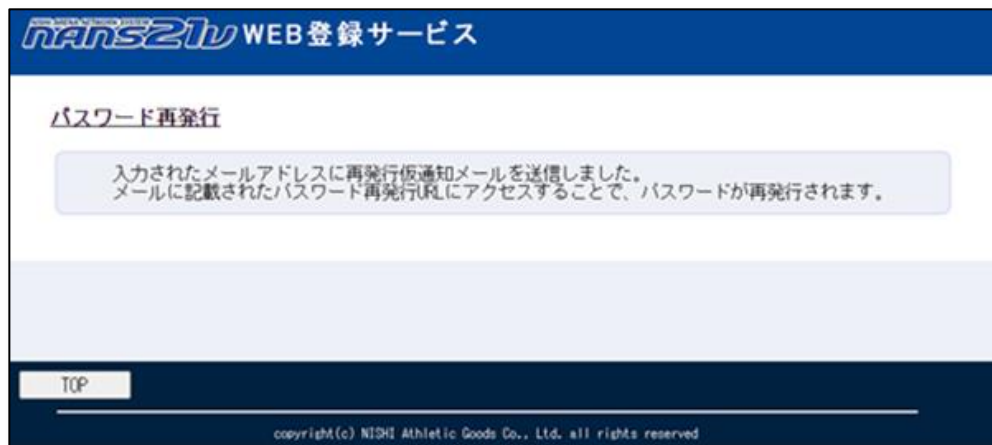 nans21v WEB登録サービス
パスワード再発行
入力されたメールアドレスに再発行仮通知メールを送信しました。
メールに記載されたパスワード再発行URLにアクセスすることで、パスワードが再発行されます。
TOP
copyright(c) NISHI Athletic Goods Co., Ltd. all rights reserved